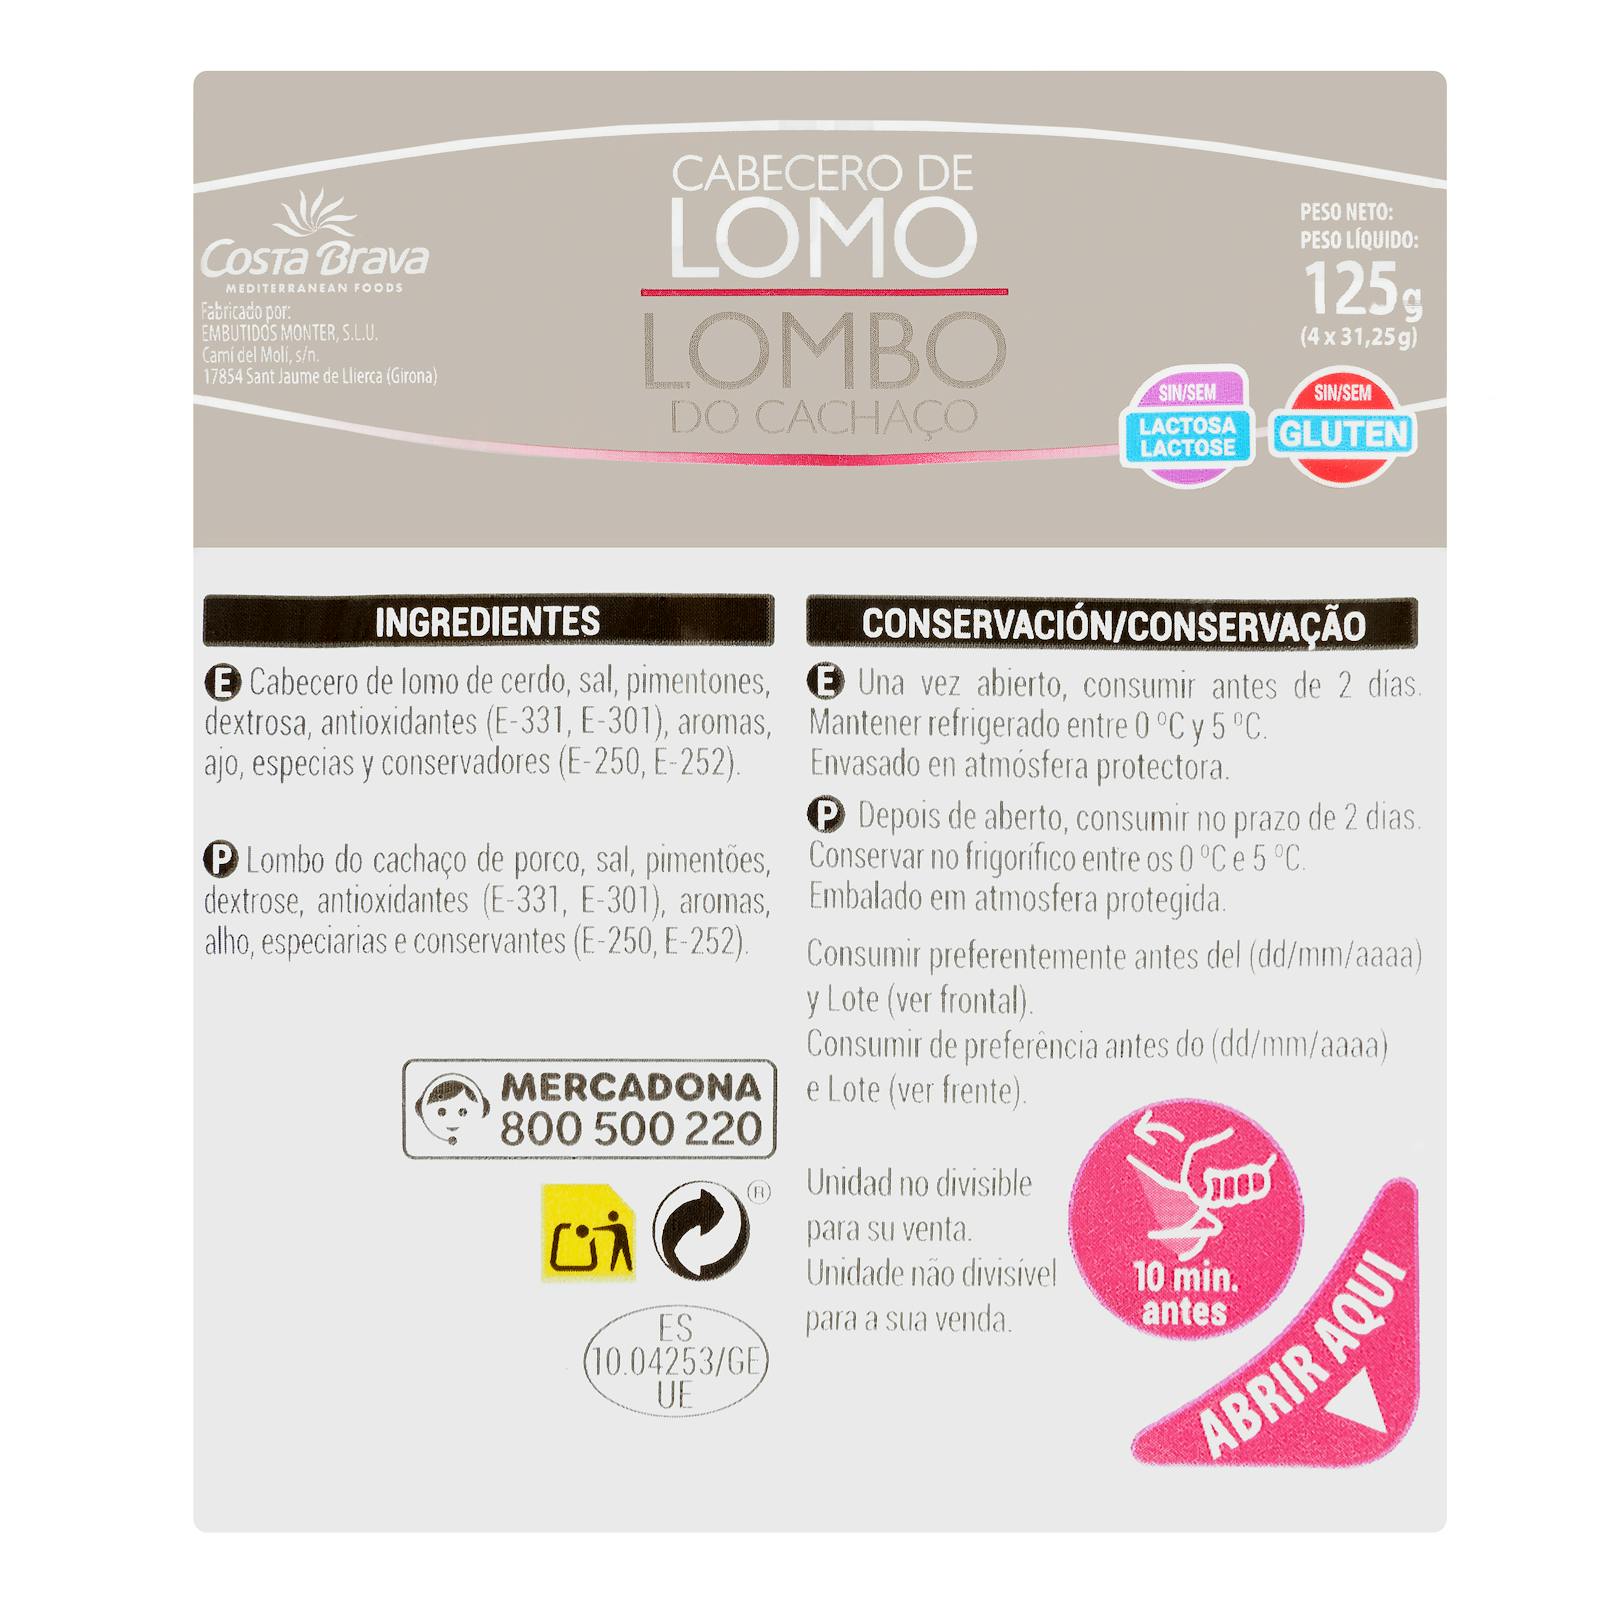 CABECERO DE
LOMO
LOMBO
DO CACHAÇO
Costa Brava
MEDITERRANEAN FOODS
Fabricado por:
EMBUTIDOS MONTER, S.L.U.
Camí del Molí, s/n.
17854 Sant Jaume de Llierca (Girona)
PESO NETO:
PESO LÍQUIDO:
125g
(4 x 31,25g)
SIN/SEM
LACTOSA
LACTOSE
SIN/SEM
GLUTEN
INGREDIENTES
E Cabecero de lomo de cerdo, sal, pimentones,
dextrosa, antioxidantes (E-331, E-301), aromas,
ajo, especias y conservadores (E-250, E-252).
P Lombo do cachaço de porco, sal, pimentões,
dextrose, antioxidantes (E-331, E-301), aromas,
alho, especiarias e conservantes (E-250, E-252).
MERCADONA
800 500 220
®
ES
10.04253/GE
UE
CONSERVACIÓN/CONSERVAÇÃO
E Una vez abierto, consumir antes de 2 días.
Mantener refrigerado entre 0 ºC y 5 ºC.
Envasado en atmósfera protectora.
P Depois de aberto, consumir no prazo de 2 dias.
Conservar no frigorífico entre os 0 ºC e 5 ºC.
Embalado em atmosfera protegida.
Consumir preferentemente antes del (dd/mm/aaaa)
y Lote (ver frontal).
Consumir de preferência antes do (dd/mm/aaaa)
e Lote (ver frente).
Unidad no divisible
para su venta.
Unidade não divisível
para a sua venda.
10 min.
antes
ABRIR AQUI